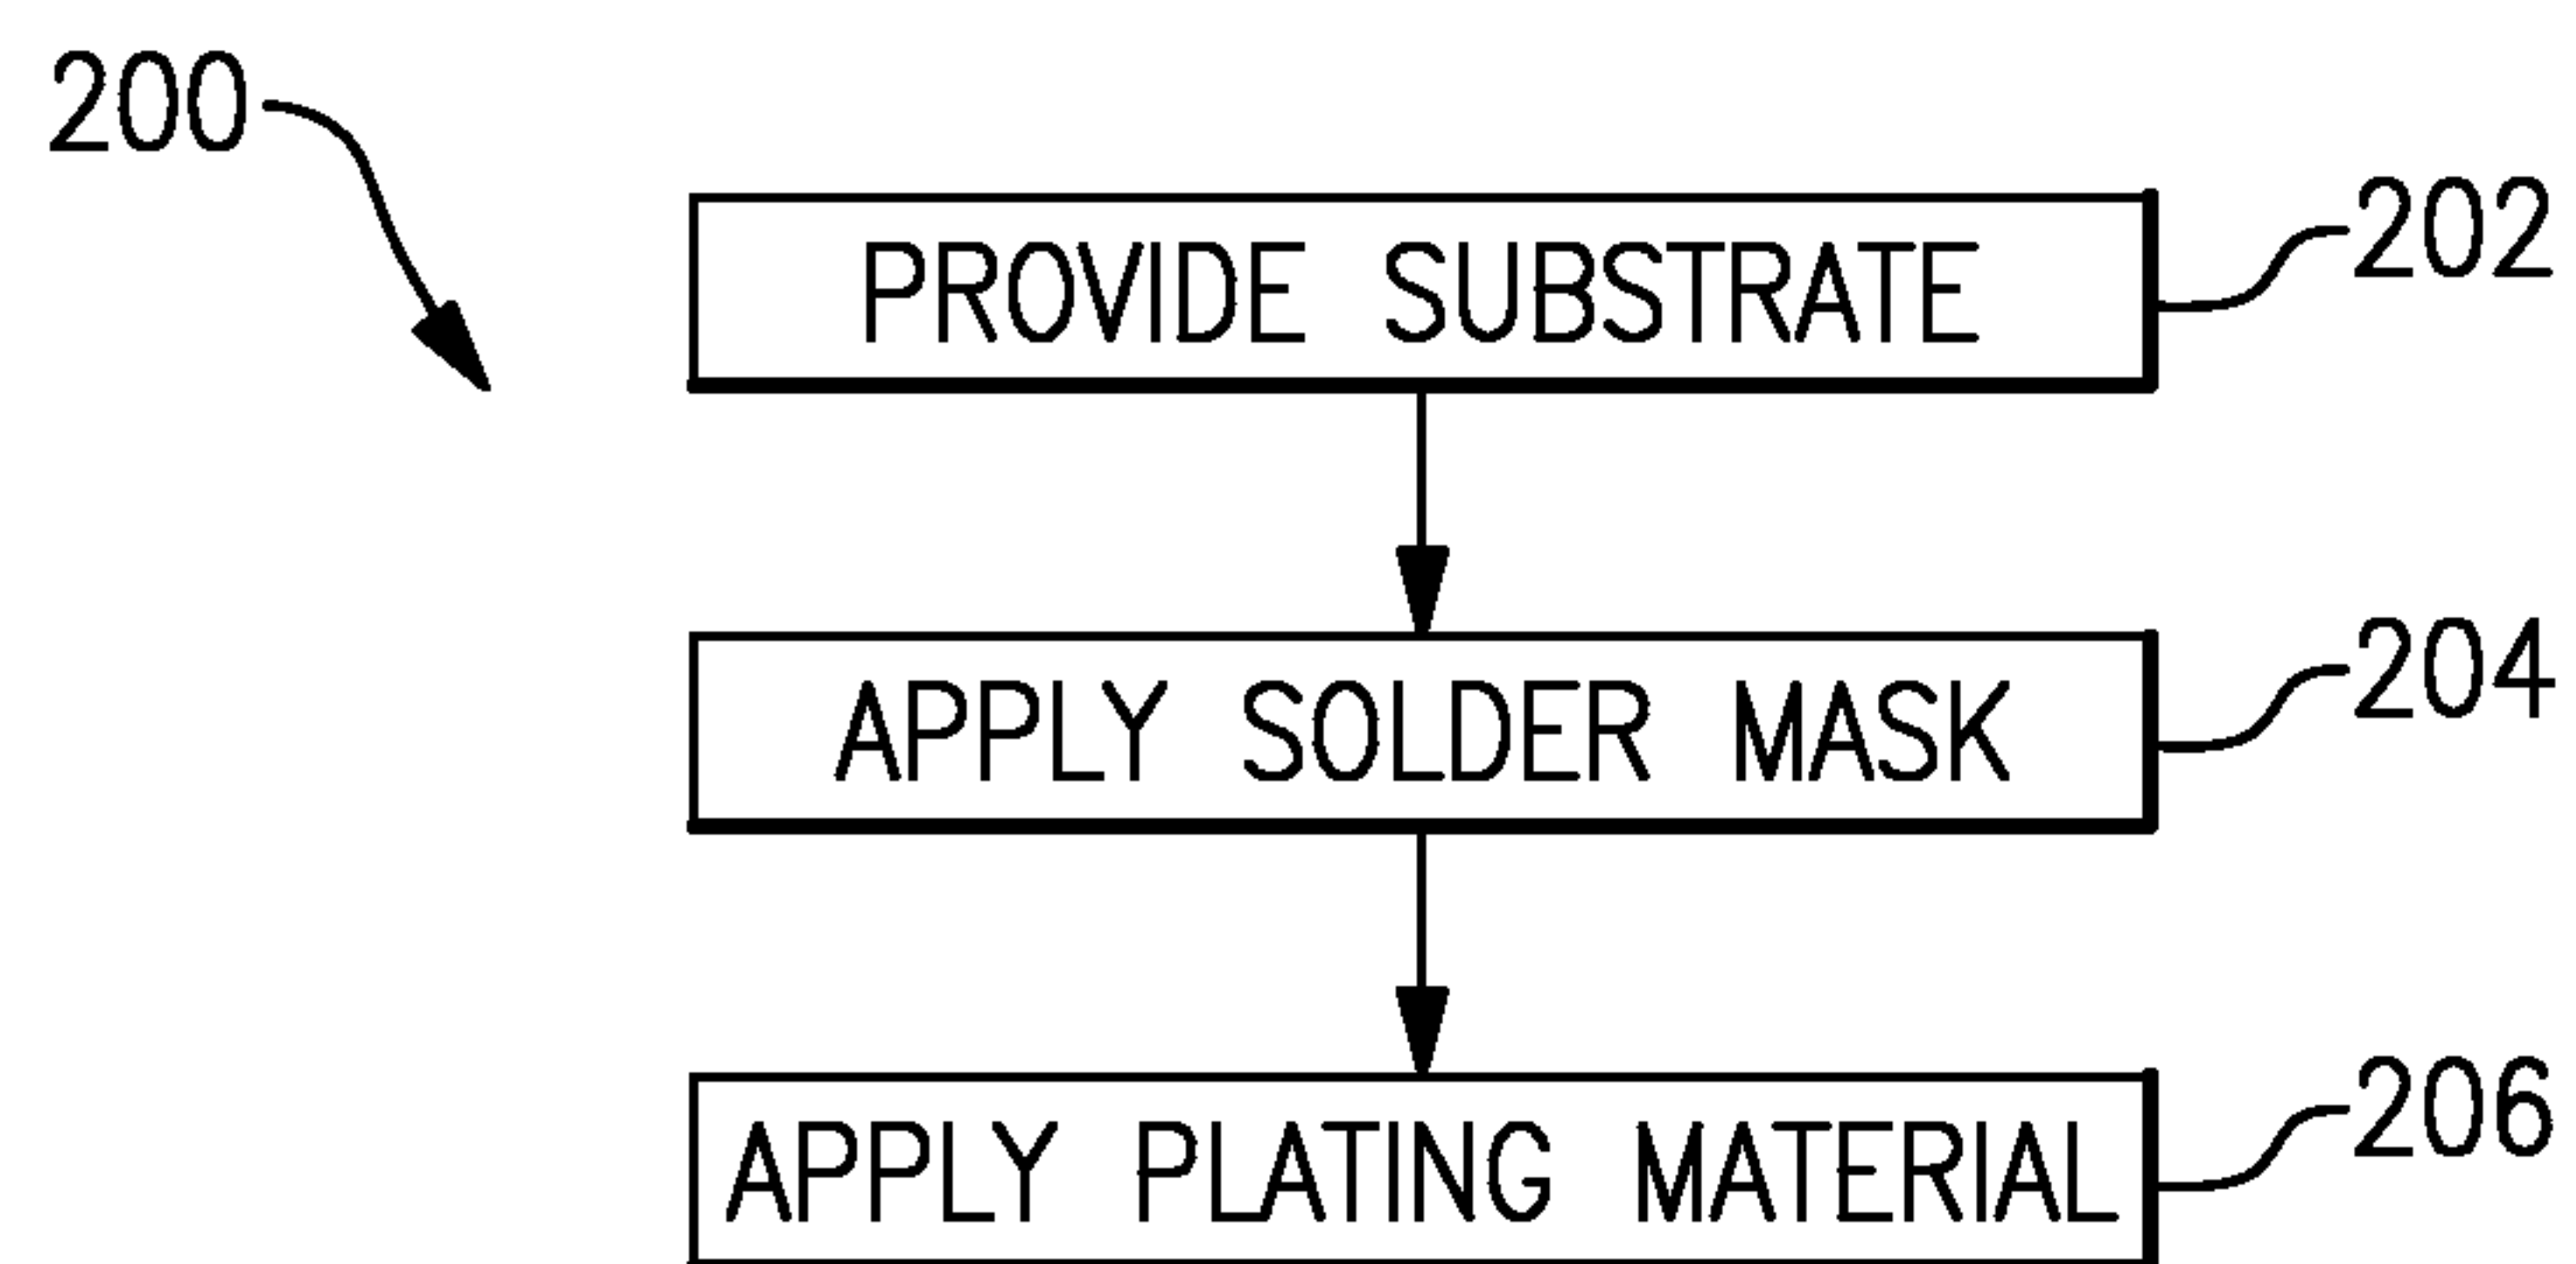 200
PROVIDE SUBSTRATE
202
APPLY SOLDER MASK
204
APPLY PLATING MATERIAL
206